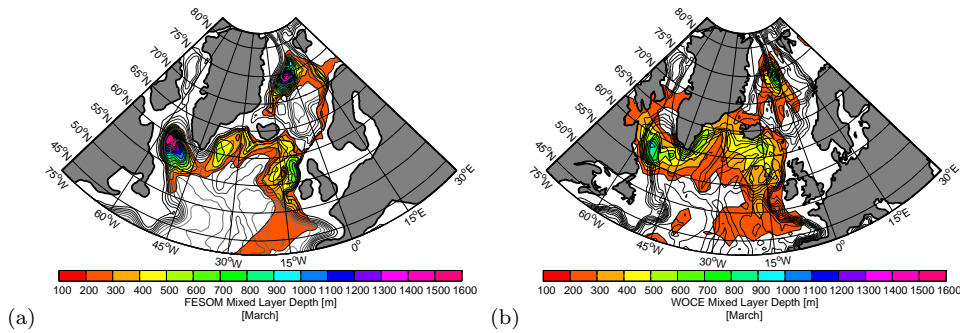 80°N
75°N
70°N
65°N
60°N
55°N
50°N
45°N
75°W
60°W
45°W
30°W
15°W
0°
15°E
30°E
100 200 300 400 500 600 700 800 900 1000 1100 1200 1300 1400 1500 1600
FESOM Mixed Layer Depth [m]
[March]
(a)
80°N
75°N
70°N
65°N
60°N
55°N
50°N
45°N
75°W
60°W
45°W
30°W
15°W
0°
15°E
30°E
100 200 300 400 500 600 700 800 900 1000 1100 1200 1300 1400 1500 1600
WOCE Mixed Layer Depth [m]
[March]
(b)